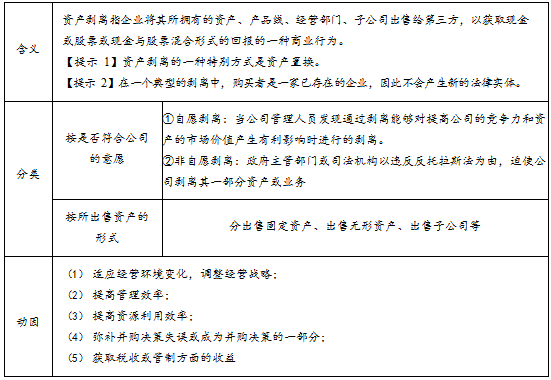 含义
资产剥离指企业将其所拥有的资产、产品线、经营部门、子公司出售给第三方，以获取现金
或股票或现金与股票混合形式的回报的一种商业行为。
【提示 1】资产剥离的一种特别方式是资产置换。
【提示 2】在一个典型的剥离中，购买者是一家已存在的企业，因此不会产生新的法律实体。
分类
按是否符合公司
的意愿
①自愿剥离：当公司管理人员发现通过剥离能够对提高公司的竞争力和资
产的市场价值产生有利影响时进行的剥离。
②非自愿剥离：政府主管部门或司法机构以违反反托拉斯法为由，迫使公
司剥离其一部分资产或业务
按所出售资产的
形式
分出售固定资产、出售无形资产、出售子公司等
动因
（1） 适应经营环境变化，调整经营战略；
（2） 提高管理效率；
（3） 提高资源利用效率；
（4） 弥补并购决策失误或成为并购决策的一部分；
（5） 获取税收或管制方面的收益